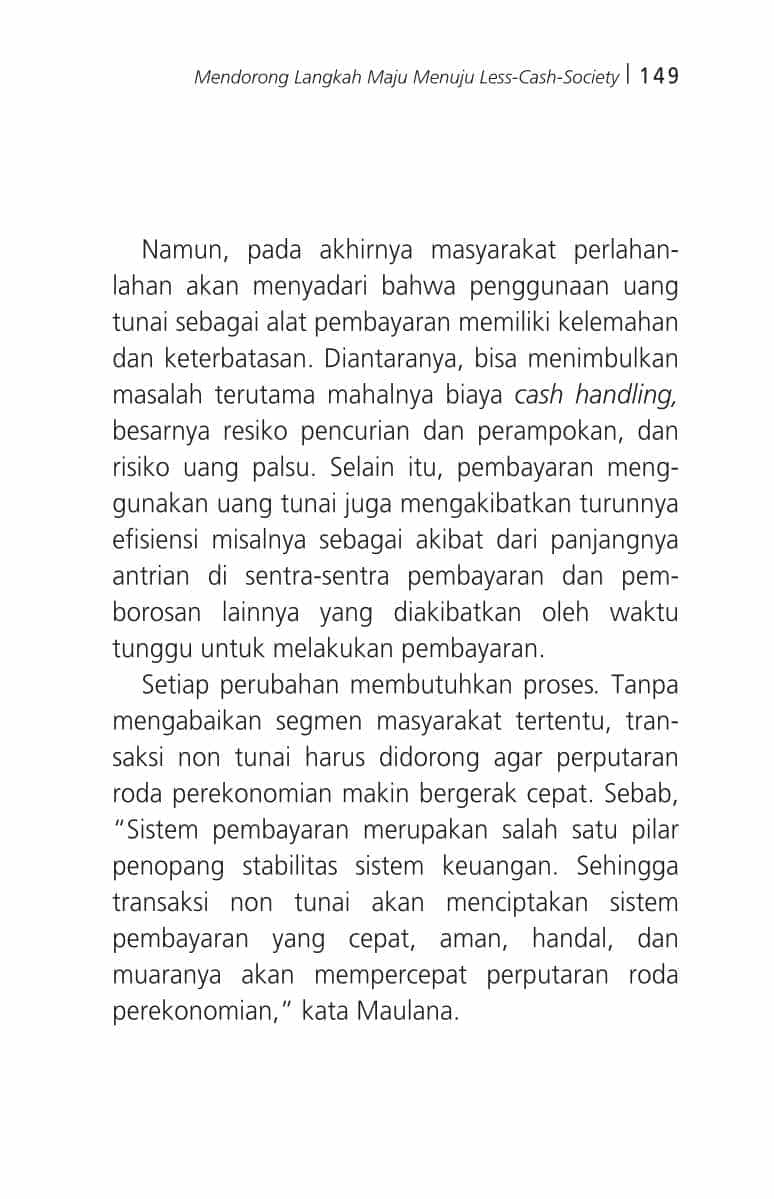 Mendorong Langkah Maju Menuju Less-Cash-Society | 149
Namun, pada akhirnya masyarakat perlahan-
lahan akan menyadari bahwa penggunaan uang
tunai sebagai alat pembayaran memiliki kelemahan
dan keterbatasan. Diantaranya, bisa menimbulkan
masalah terutama mahalnya biaya cash handling,
besarnya resiko pencurian dan perampokan, dan
risiko uang palsu. Selain itu, pembayaran meng-
gunakan uang tunai juga mengakibatkan turunnya
efisiensi misalnya sebagai akibat dari panjangnya
antrian di sentra-sentra pembayaran dan pem-
borosan lainnya yang diakibatkan oleh waktu
tunggu untuk melakukan pembayaran.
Setiap perubahan membutuhkan proses. Tanpa
mengabaikan segmen masyarakat tertentu, tran-
saksi non tunai harus didorong agar perputaran
roda perekonomian makin bergerak cepat. Sebab,
“Sistem pembayaran merupakan salah satu pilar
penopang stabilitas sistem keuangan. Sehingga
transaksi non tunai akan menciptakan sistem
pembayaran yang cepat, aman, handal, dan
muaranya akan mempercepat perputaran roda
perekonomian,” kata Maulana.